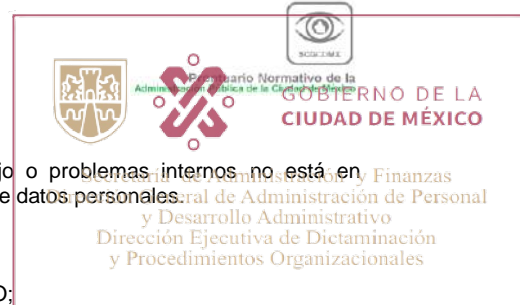 SCGCDMX
Prontuario Normativo de la
Administración Pública de la Ciudad de México
GOBIERNO DE LA
CIUDAD DE MÉXICO
jo o problemas internos no está en
Secretaría de Administración y Finanzas
e datos personales.
Dirección General de Administración de Personal
y Desarrollo Administrativo
Dirección Ejecutiva de Dictaminación
y Procedimientos Organizacionales
O;